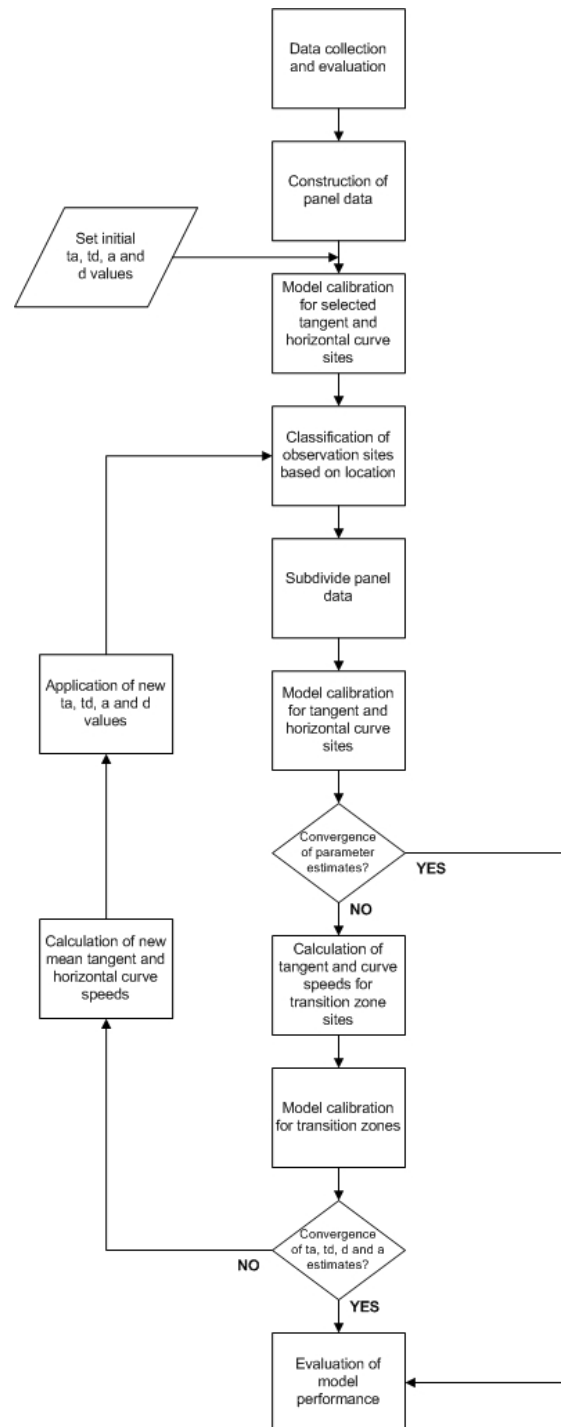 Data collection
and evaluation
Construction of
panel data
Set initial
ta, td, a and
d values
Model calibration
for selected
tangent and
horizontal curve
sites
Classification of
observation sites
based on location
Subdivide panel
data
Application of new
ta, td, a and d
values
Model calibration
for tangent and
horizontal curve
sites
Convergence
of parameter
estimates?
YES
NO
Calculation of new
mean tangent and
horizontal curve
speeds
Calculation of
tangent and curve
speeds for
transition zone
sites
Model calibration
for transition zones
Convergence
of ta, td, d and a
estimates?
NO
YES
Evaluation of
model
performance